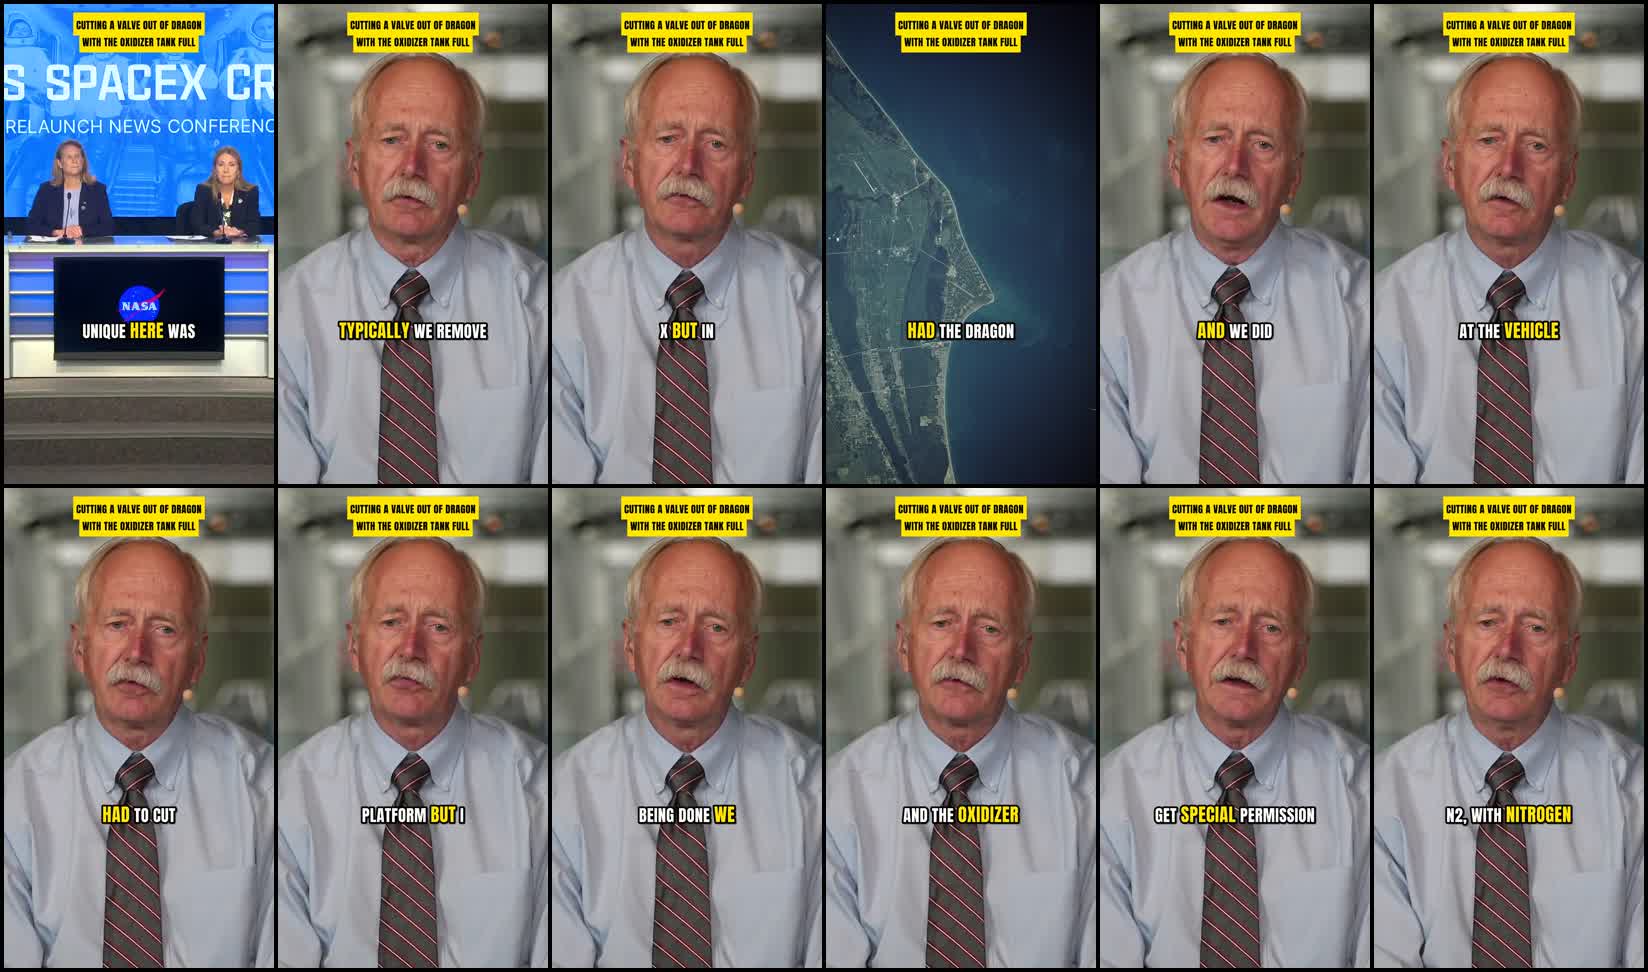 CUTTING A VALVE OUT OF DRAGON
WITH THE OXIDIZER TANK FULL
S SPACEX CR
RELAUNCH NEWS CONFERENC
NASA
UNIQUE HERE WAS
CUTTING A VALVE OUT OF DRAGON
WITH THE OXIDIZER TANK FULL
TYPICALLY WE REMOVE
CUTTING A VALVE OUT OF DRAGON
WITH THE OXIDIZER TANK FULL
X BUT IN
CUTTING A VALVE OUT OF DRAGON
WITH THE OXIDIZER TANK FULL
HAD THE DRAGON
CUTTING A VALVE OUT OF DRAGON
WITH THE OXIDIZER TANK FULL
AND WE DID
CUTTING A VALVE OUT OF DRAGON
WITH THE OXIDIZER TANK FULL
AT THE VEHICLE
CUTTING A VALVE OUT OF DRAGON
WITH THE OXIDIZER TANK FULL
HAD TO CUT
CUTTING A VALVE OUT OF DRAGON
WITH THE OXIDIZER TANK FULL
PLATFORM BUT I
CUTTING A VALVE OUT OF DRAGON
WITH THE OXIDIZER TANK FULL
BEING DONE WE
CUTTING A VALVE OUT OF DRAGON
WITH THE OXIDIZER TANK FULL
AND THE OXIDIZER
CUTTING A VALVE OUT OF DRAGON
WITH THE OXIDIZER TANK FULL
GET SPECIAL PERMISSION
CUTTING A VALVE OUT OF DRAGON
WITH THE OXIDIZER TANK FULL
N2, WITH NITROGEN